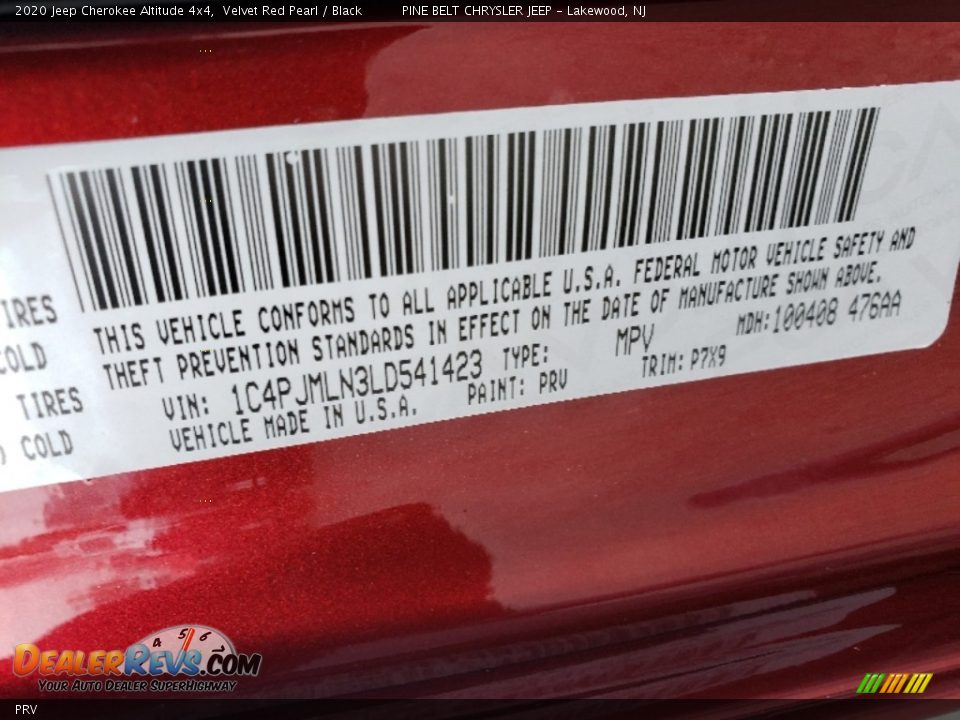 2020 Jeep Cherokee Altitude 4x4, Velvet Red Pearl / Black PINE BELT CHRYSLER JEEP - Lakewood, NJ
TIRES
COLD
TIRES
COLD
THIS VEHICLE CONFORMS TO ALL APPLICABLE U.S.A. FEDERAL MOTOR VEHICLE SAFETY AND
THEFT PREVENTION STANDARDS IN EFFECT ON THE DATE OF MANUFACTURE SHOWN ABOVE.
VIN: 1C4PJMLN3LD541423 TYPE: MPV MDH:100408 476AA
VEHICLE MADE IN U.S.A. PAINT: PRV TRIM: P7X9
4 5 6
DEALERREVS.COM
YOUR AUTO DEALER SUPERHIGHWAY
PRV